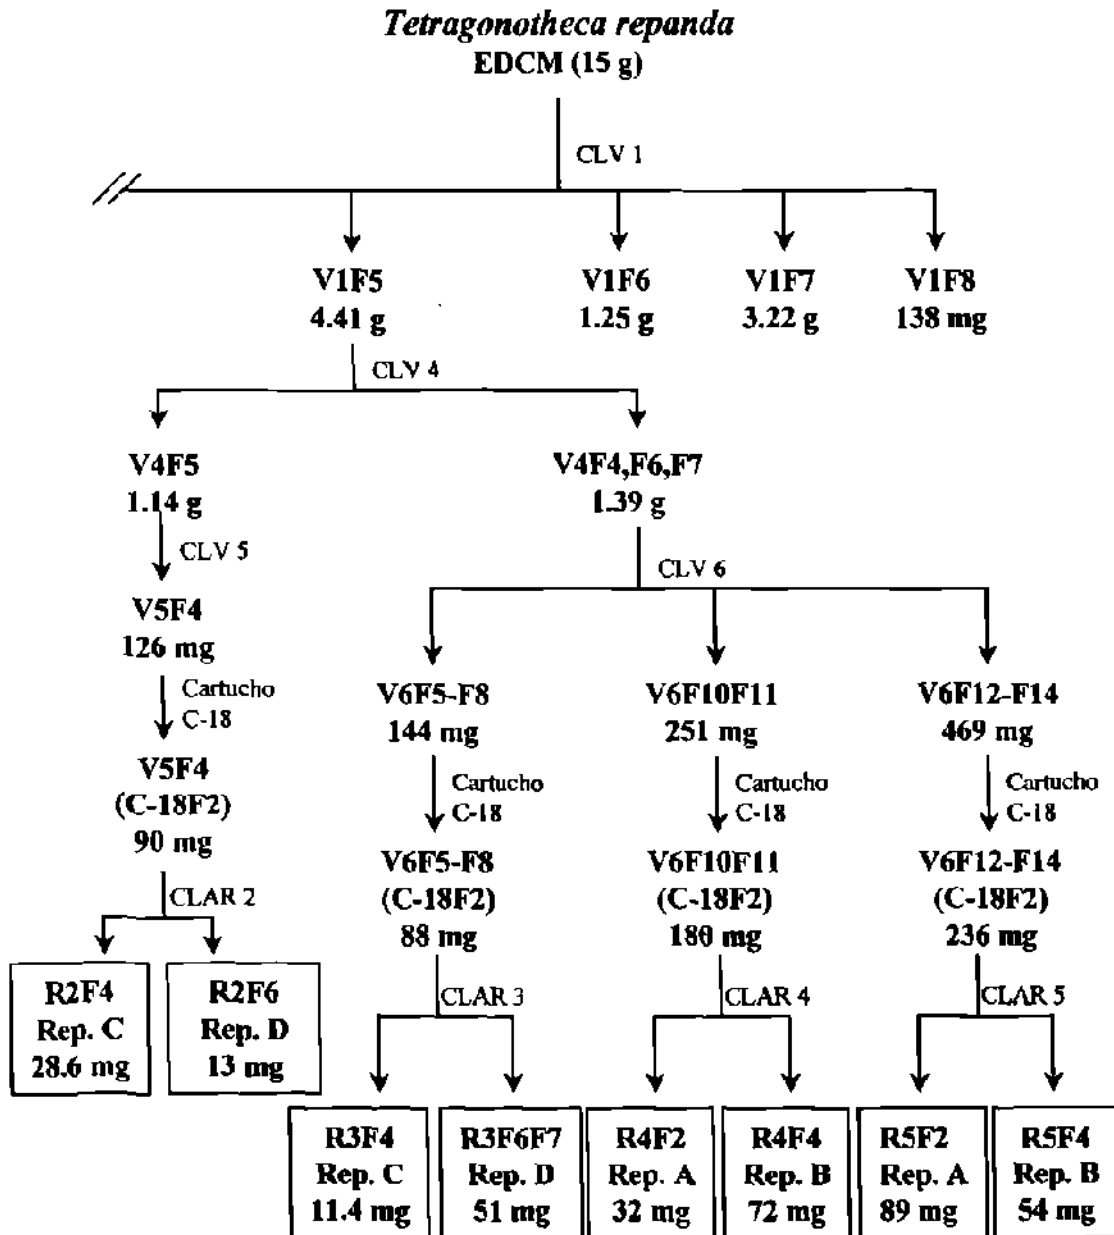 Tetragonotheca repanda
EDCM (15 g)
CLV 1
V1F5
4.41 g
V1F6
1.25 g
V1F7
3.22 g
V1F8
138 mg
CLV 4
V4F5
1.14 g
V4F4,F6,F7
1.39 g
CLV 5
CLV 6
V5F4
126 mg
Cartucho
C-18
V5F4
(C-18F2)
90 mg
CLAR 2
R2F4
Rep. C
28.6 mg
R2F6
Rep. D
13 mg
V6F5-F8
144 mg
Cartucho
C-18
V6F5-F8
(C-18F2)
88 mg
CLAR 3
V6F10F11
251 mg
Cartucho
C-18
V6F10F11
(C-18F2)
180 mg
CLAR 4
V6F12-F14
469 mg
Cartucho
C-18
V6F12-F14
(C-18F2)
236 mg
CLAR 5
R3F4
Rep. C
11.4 mg
R3F6F7
Rep. D
51 mg
R4F2
Rep. A
32 mg
R4F4
Rep. B
72 mg
R5F2
Rep. A
89 mg
R5F4
Rep. B
54 mg